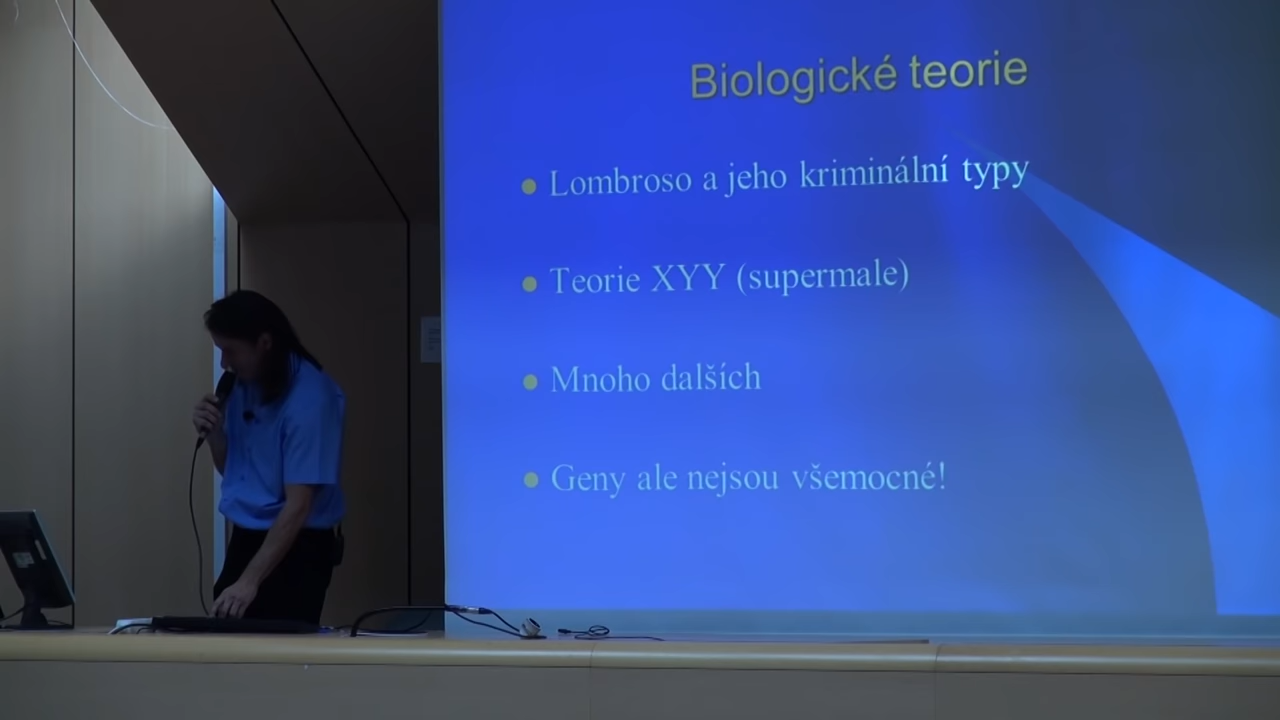 Biologické teorie
Lombroso a jeho kriminální typy
Teorie XYY (supermale)
Mnoho dalších
Geny ale nejsou všemocné!